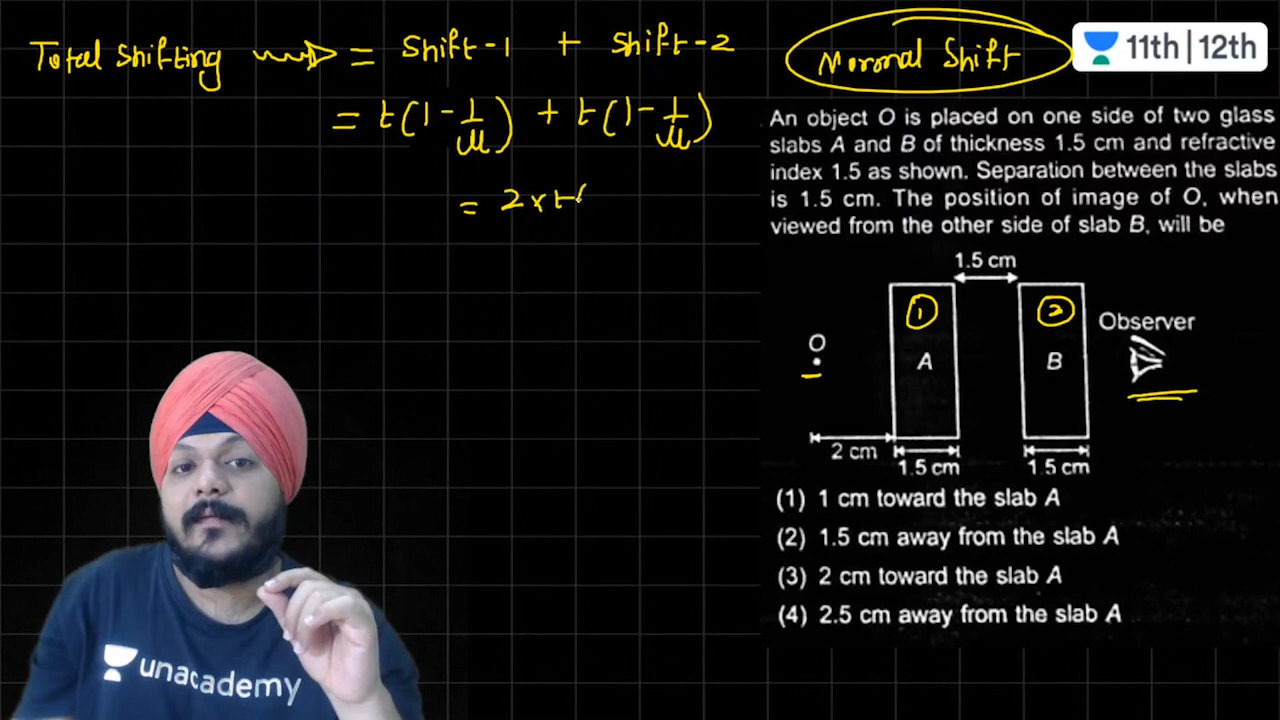 Total Shifting ⇝ = Shift-1 + Shift-2
= t(1-1/μ) + t(1-1/μ)
= 2×t(
Normal Shift
11th | 12th
An object O is placed on one side of two glass
slabs A and B of thickness 1.5 cm and refractive
index 1.5 as shown. Separation between the slabs
is 1.5 cm. The position of image of O, when
viewed from the other side of slab B, will be
1.5 cm
1 2
Observer
O
A B
2 cm
1.5 cm 1.5 cm
(1) 1 cm toward the slab A
(2) 1.5 cm away from the slab A
(3) 2 cm toward the slab A
(4) 2.5 cm away from the slab A
unacademy